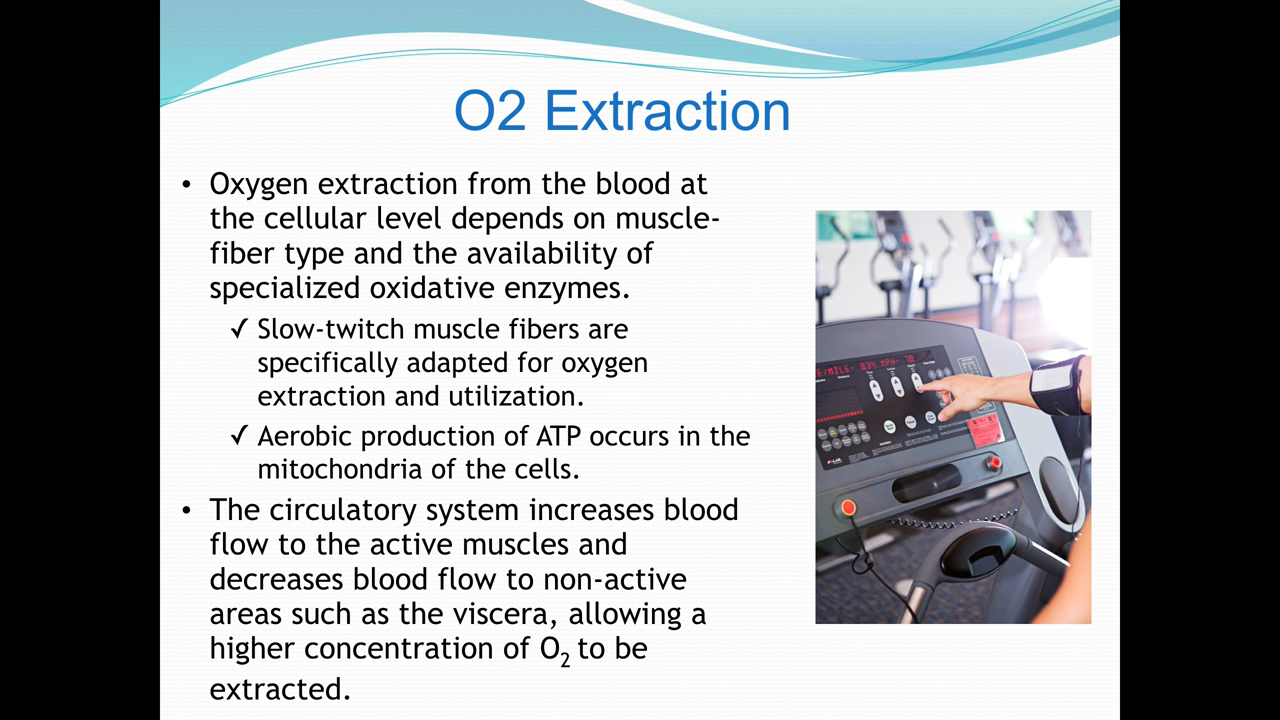 O2 Extraction
• Oxygen extraction from the blood at
the cellular level depends on muscle-
fiber type and the availability of
specialized oxidative enzymes.
✓ Slow-twitch muscle fibers are
specifically adapted for oxygen
extraction and utilization.
✓ Aerobic production of ATP occurs in the
mitochondria of the cells.
• The circulatory system increases blood
flow to the active muscles and
decreases blood flow to non-active
areas such as the viscera, allowing a
higher concentration of O₂ to be
extracted.